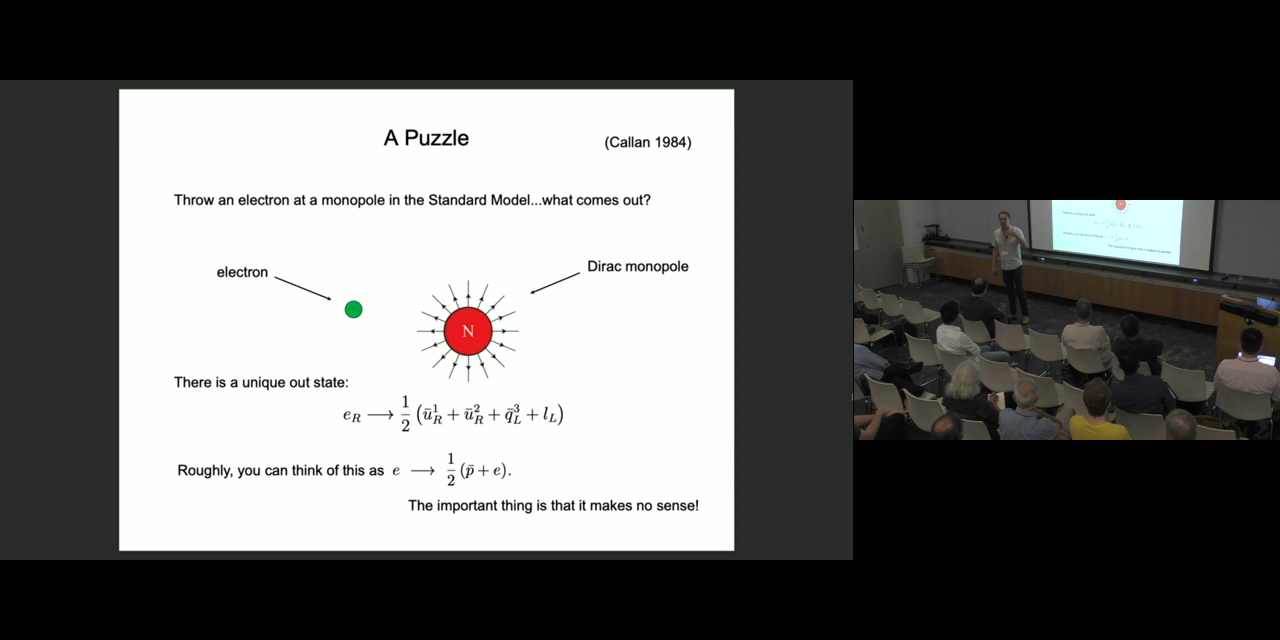 A Puzzle
(Callan 1984)
Throw an electron at a monopole in the Standard Model...what comes out?
electron
Dirac monopole
N
There is a unique out state:
e_R ⟶ 1/2 (ū_R^1 + ū_R^2 + q̄_L^3 + l_L)
Roughly, you can think of this as e ⟶ 1/2 (p̄ + e).
The important thing is that it makes no sense!